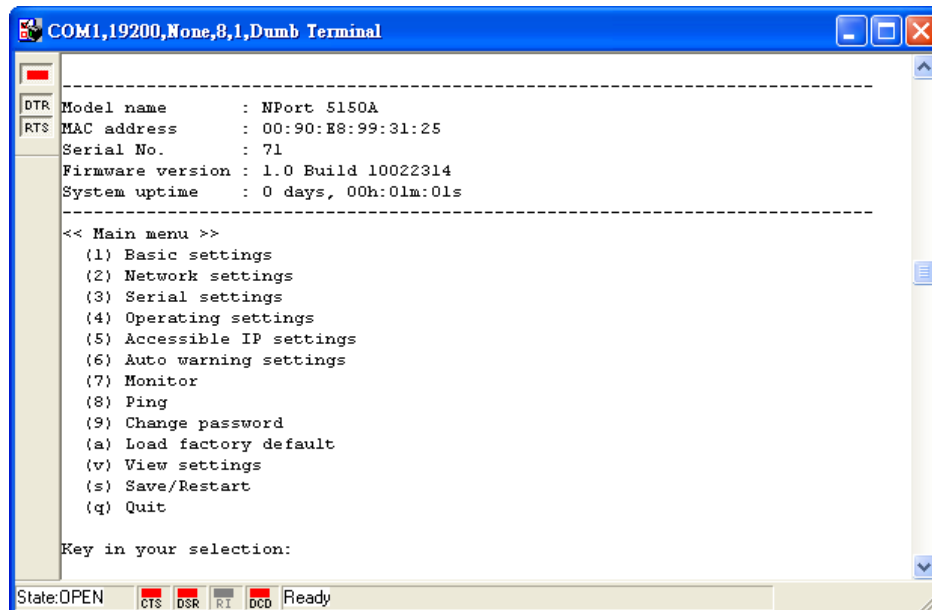 COM1,19200,None,8,1,Dumb Terminal
DTR
RTS
--------------------------------------------------------------------------------
Model name       : NPort 5150A
MAC address      : 00:90:E8:99:31:25
Serial No.       : 71
Firmware version : 1.0 Build 10022314
System uptime    : 0 days, 00h:01m:01s
--------------------------------------------------------------------------------
<< Main menu >>
  (1) Basic settings
  (2) Network settings
  (3) Serial settings
  (4) Operating settings
  (5) Accessible IP settings
  (6) Auto warning settings
  (7) Monitor
  (8) Ping
  (9) Change password
  (a) Load factory default
  (v) View settings
  (s) Save/Restart
  (q) Quit
Key in your selection:
State:OPEN CTS DSR RI DCD Ready